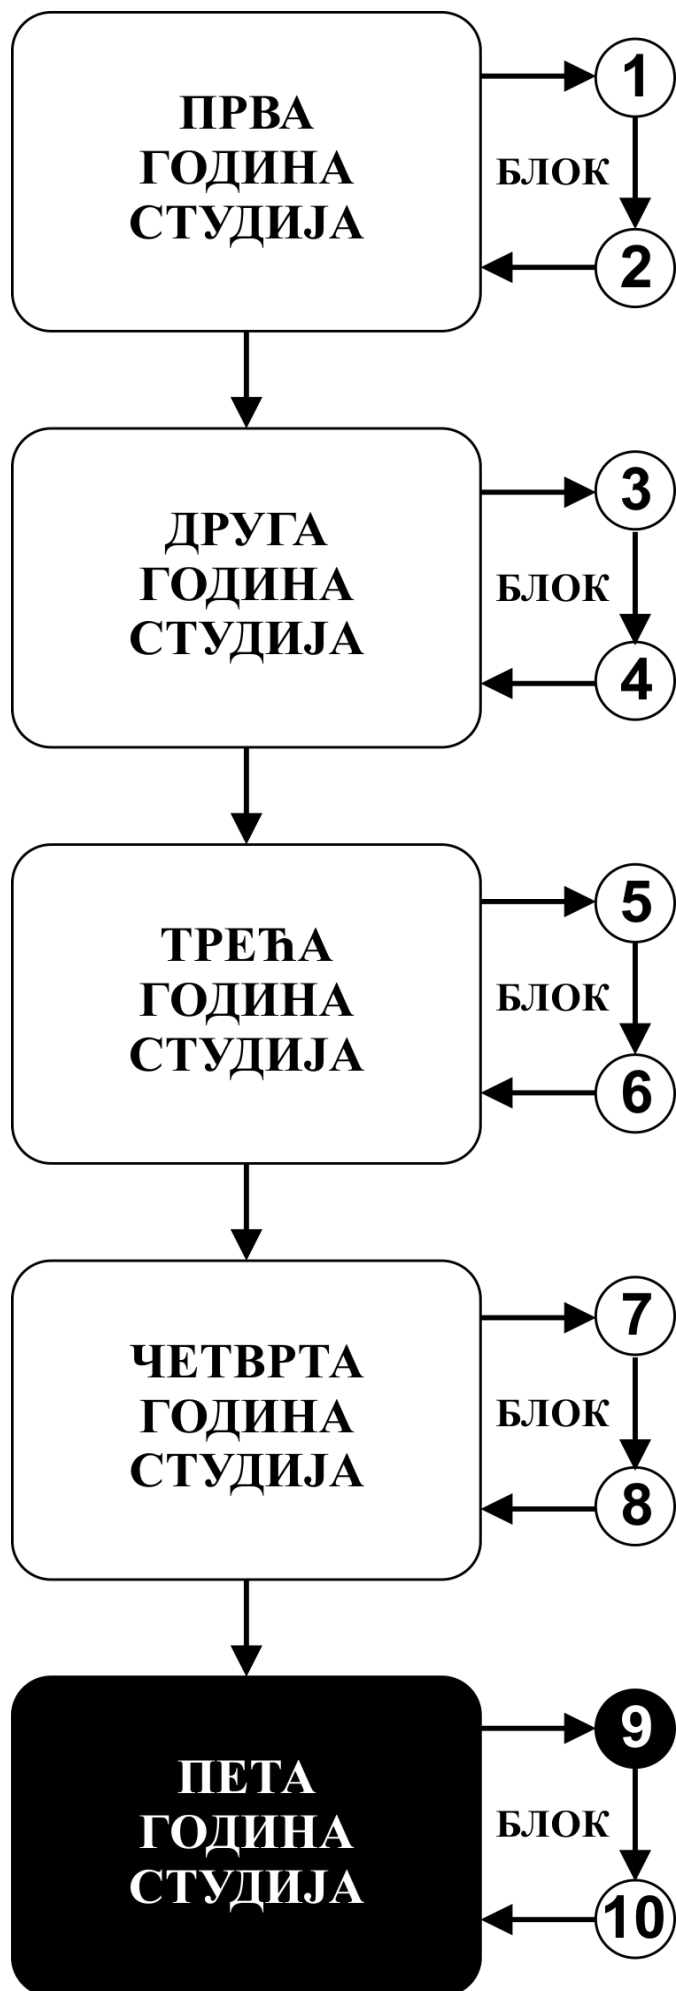 ПРВА
ГОДИНА
СТУДИЈА
1
БЛОК
2
ДРУГА
ГОДИНА
СТУДИЈА
3
БЛОК
4
ТРЕЋА
ГОДИНА
СТУДИЈА
5
БЛОК
6
ЧЕТВРТА
ГОДИНА
СТУДИЈА
7
БЛОК
8
ПЕТА
ГОДИНА
СТУДИЈА
9
БЛОК
10